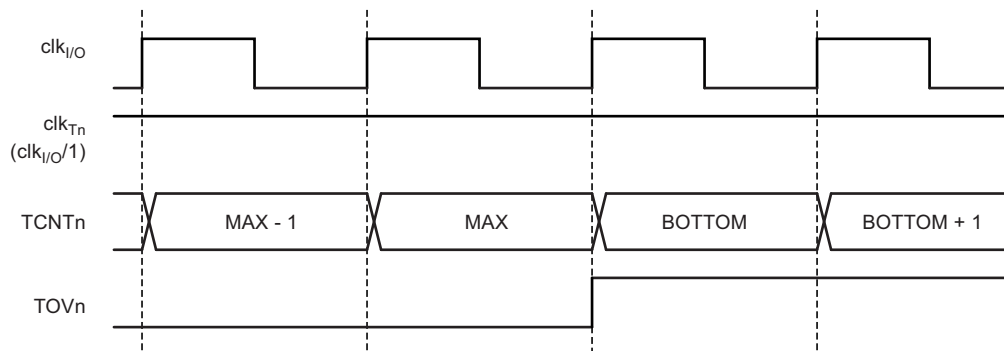 clkI/O
clkTn
(clkI/O/1)
TCNTn MAX - 1 MAX BOTTOM BOTTOM + 1
TOVn